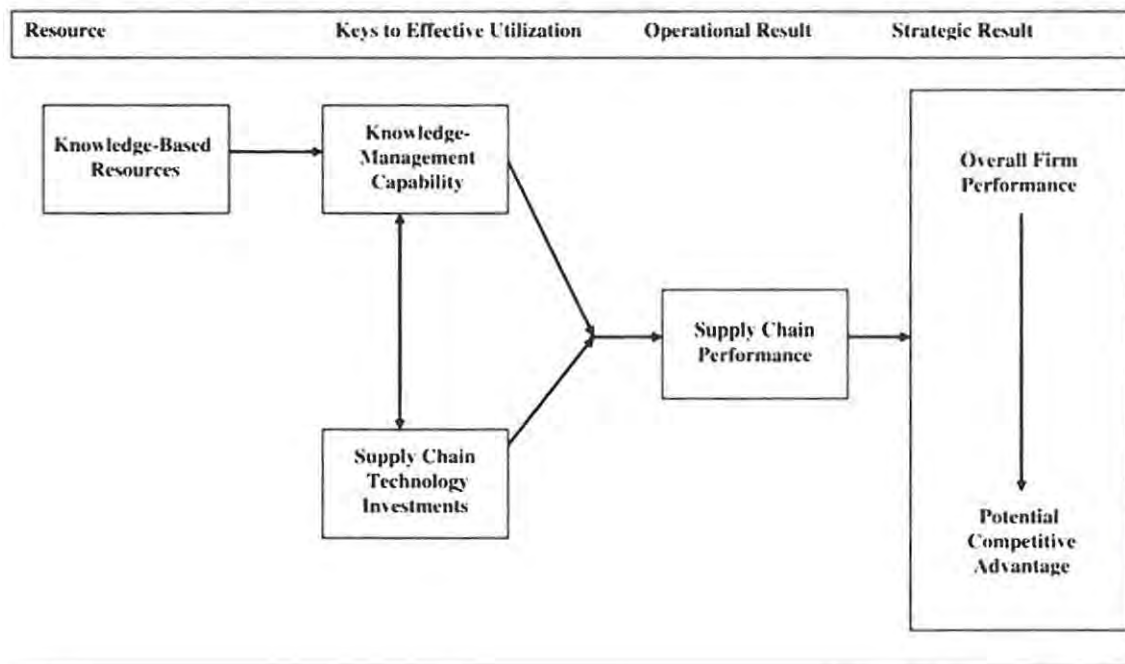 Resource Keys to Effective Utilization Operational Result Strategic Result
Knowledge-Based
Resources
Knowledge-
Management
Capability
Supply Chain
Technology
Investments
Supply Chain
Performance
Overall Firm
Performance
Potential
Competitive
Advantage